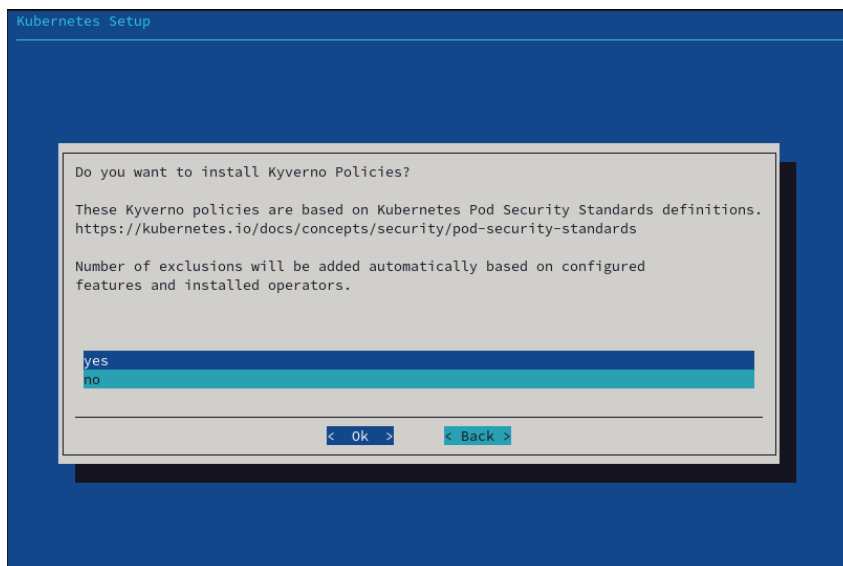 Kubernetes Setup
Do you want to install Kyverno Policies?
These Kyverno policies are based on Kubernetes Pod Security Standards definitions.
https://kubernetes.io/docs/concepts/security/pod-security-standards
Number of exclusions will be added automatically based on configured
features and installed operators.
yes
no
< Ok > < Back >